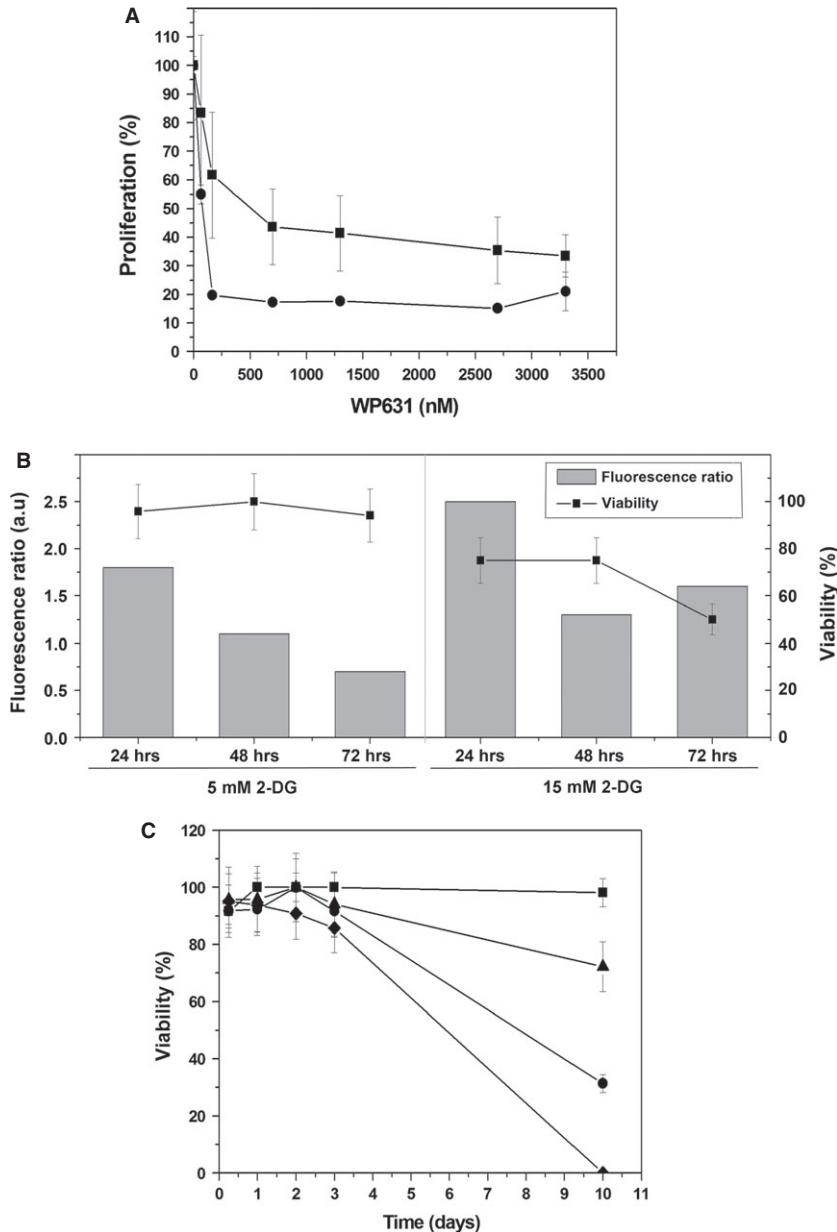 A
110
100
90
80
70
60
50
40
30
20
10
0
Proliferation (%)
0 500 1000 1500 2000 2500 3000 3500
WP631 (nM)
B
2.5
2.0
1.5
1.0
0.5
0.0
Fluorescence ratio (a.u)
Fluorescence ratio
Viability
100
80
60
40
20
0
Viability (%)
24 hrs 48 hrs 72 hrs 24 hrs 48 hrs 72 hrs
5 mM 2-DG 15 mM 2-DG
C
120
100
80
60
40
20
0
Viability (%)
0 1 2 3 4 5 6 7 8 9 10 11
Time (days)